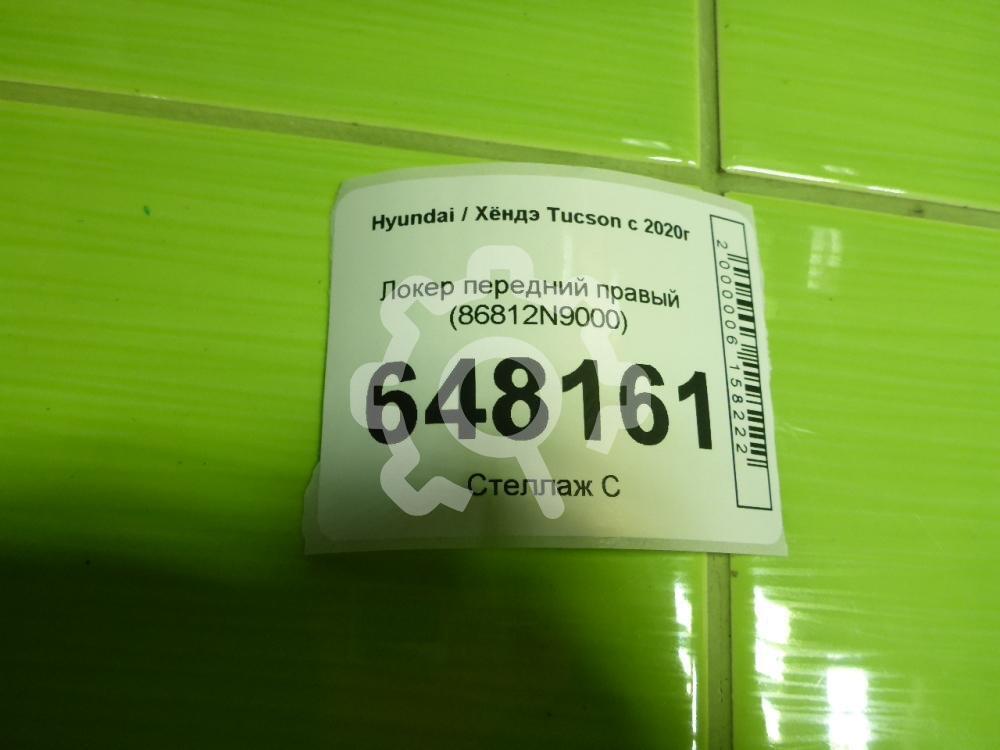 Hyundai / Хёндэ Tucson с 2020г
Локер передний правый
(86812N9000)
648161
Стеллаж С
2000006158222